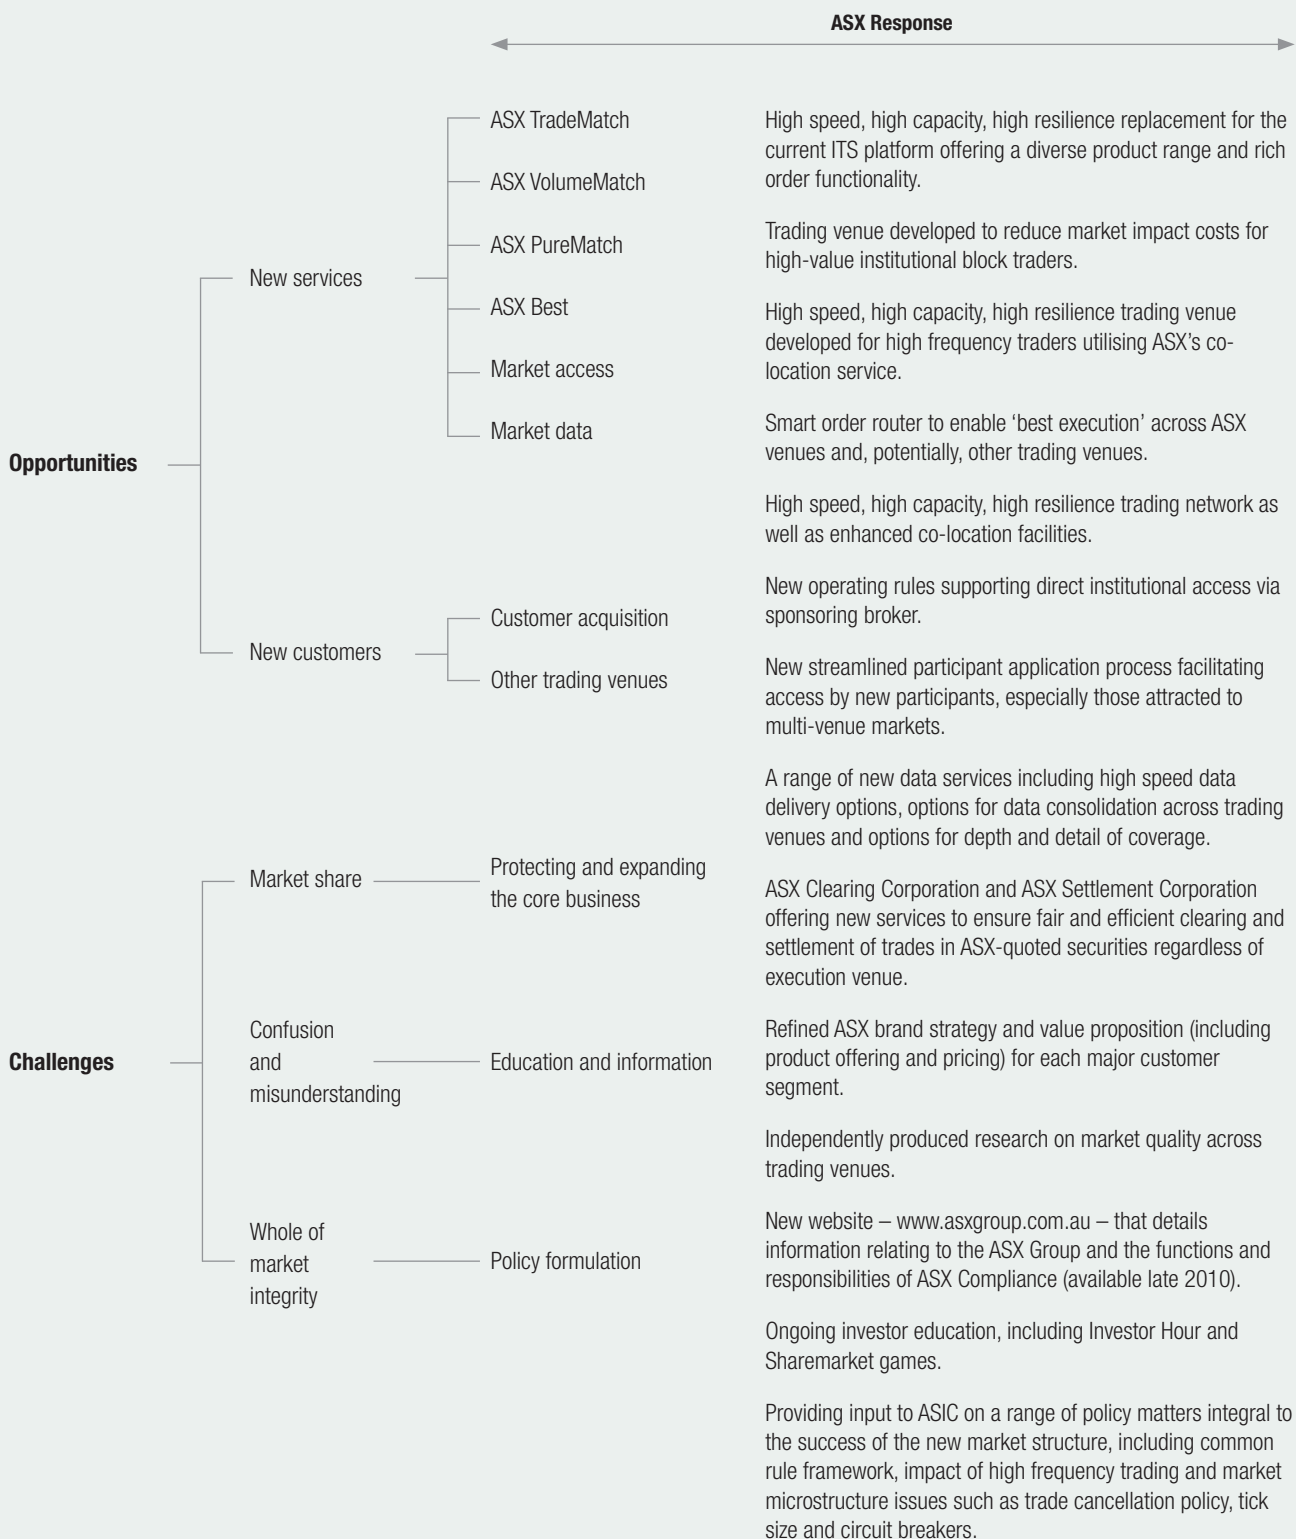 ASX Response
Opportunities
New services
ASX TradeMatch
ASX VolumeMatch
ASX PureMatch
ASX Best
Market access
Market data
New customers
Customer acquisition
Other trading venues
Challenges
Market share
Protecting and expanding
the core business
Confusion
and
misunderstanding
Education and information
Whole of
market
integrity
Policy formulation
High speed, high capacity, high resilience replacement for the
current ITS platform offering a diverse product range and rich
order functionality.
Trading venue developed to reduce market impact costs for
high-value institutional block traders.
High speed, high capacity, high resilience trading venue
developed for high frequency traders utilising ASX’s co-
location service.
Smart order router to enable ‘best execution’ across ASX
venues and, potentially, other trading venues.
High speed, high capacity, high resilience trading network as
well as enhanced co-location facilities.
New operating rules supporting direct institutional access via
sponsoring broker.
New streamlined participant application process facilitating
access by new participants, especially those attracted to
multi-venue markets.
A range of new data services including high speed data
delivery options, options for data consolidation across trading
venues and options for depth and detail of coverage.
ASX Clearing Corporation and ASX Settlement Corporation
offering new services to ensure fair and efficient clearing and
settlement of trades in ASX-quoted securities regardless of
execution venue.
Refined ASX brand strategy and value proposition (including
product offering and pricing) for each major customer
segment.
Independently produced research on market quality across
trading venues.
New website – www.asxgroup.com.au – that details
information relating to the ASX Group and the functions and
responsibilities of ASX Compliance (available late 2010).
Ongoing investor education, including Investor Hour and
Sharemarket games.
Providing input to ASIC on a range of policy matters integral to
the success of the new market structure, including common
rule framework, impact of high frequency trading and market
microstructure issues such as trade cancellation policy, tick
size and circuit breakers.